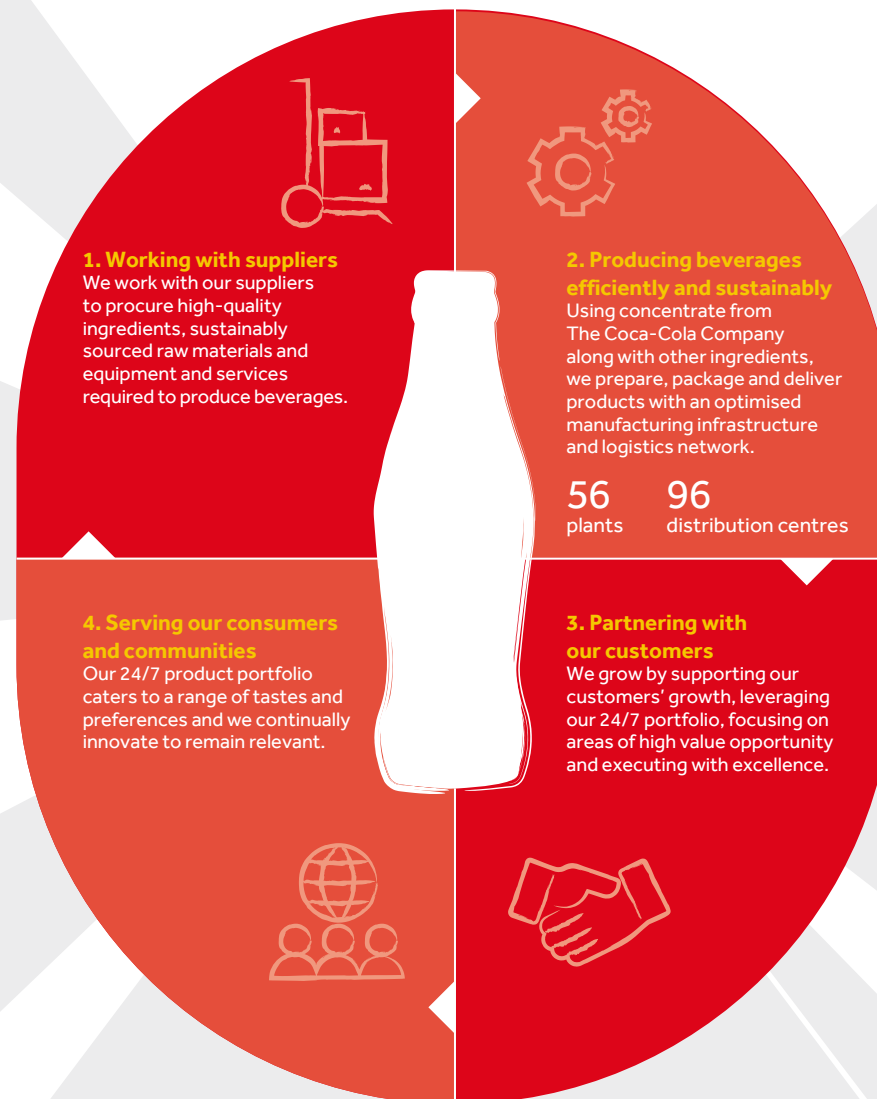 1. Working with suppliers
We work with our suppliers
to procure high-quality
ingredients, sustainably
sourced raw materials and
equipment and services
required to produce beverages.
2. Producing beverages
efficiently and sustainably
Using concentrate from
The Coca-Cola Company
along with other ingredients,
we prepare, package and deliver
products with an optimised
manufacturing infrastructure
and logistics network.
56 96
plants distribution centres
3. Partnering with
our customers
We grow by supporting our
customers’ growth, leveraging
our 24/7 portfolio, focusing on
areas of high value opportunity
and executing with excellence.
4. Serving our consumers
and communities
Our 24/7 product portfolio
caters to a range of tastes and
preferences and we continually
innovate to remain relevant.